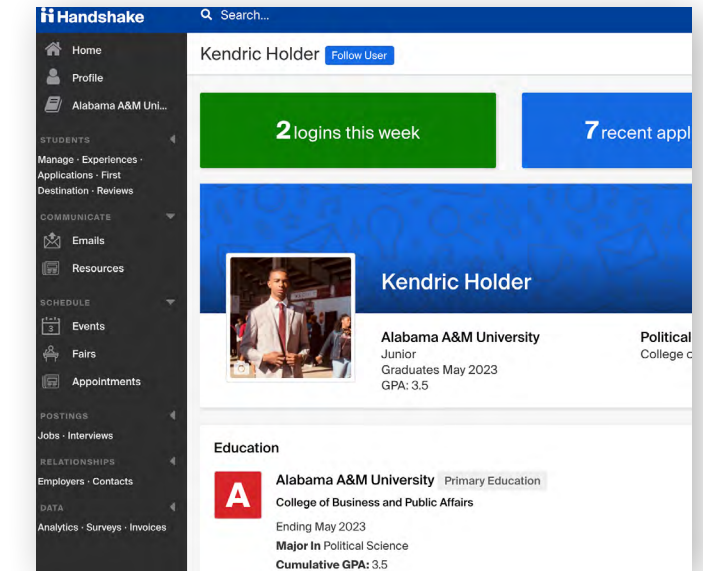 Handshake
Search...
Home
Profile
Alabama A&M Uni...
STUDENTS
Manage · Experiences ·
Applications · First
Destination · Reviews
COMMUNICATE
Emails
Resources
SCHEDULE
3
Events
Fairs
Appointments
POSTINGS
Jobs · Interviews
RELATIONSHIPS
Employers · Contacts
DATA
Analytics · Surveys · Invoices
Kendric Holder Follow User
2 logins this week
7 recent appl
Kendric Holder
Alabama A&M University
Junior
Graduates May 2023
GPA: 3.5
Political
College o
Education
A
Alabama A&M University Primary Education
College of Business and Public Affairs
Ending May 2023
Major In Political Science
Cumulative GPA: 3.5